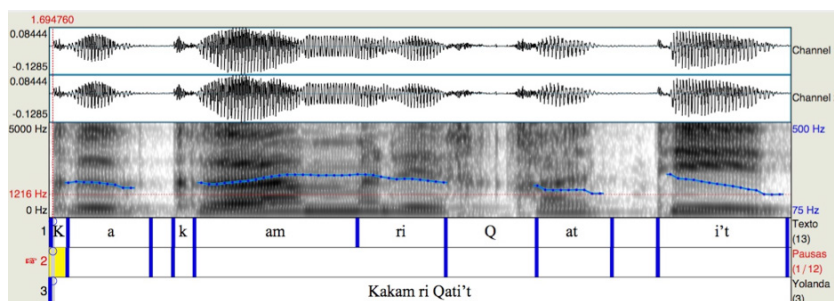 1.694760
0.08444
-0.1285
Channel
0.08444
-0.1285
Channel
5000 Hz
500 Hz
1216 Hz
0 Hz
75 Hz
1 K a k am ri Q at i't Texto (13)
2 Pausas (1/12)
3 Kakam ri Qati't Yolanda (3)